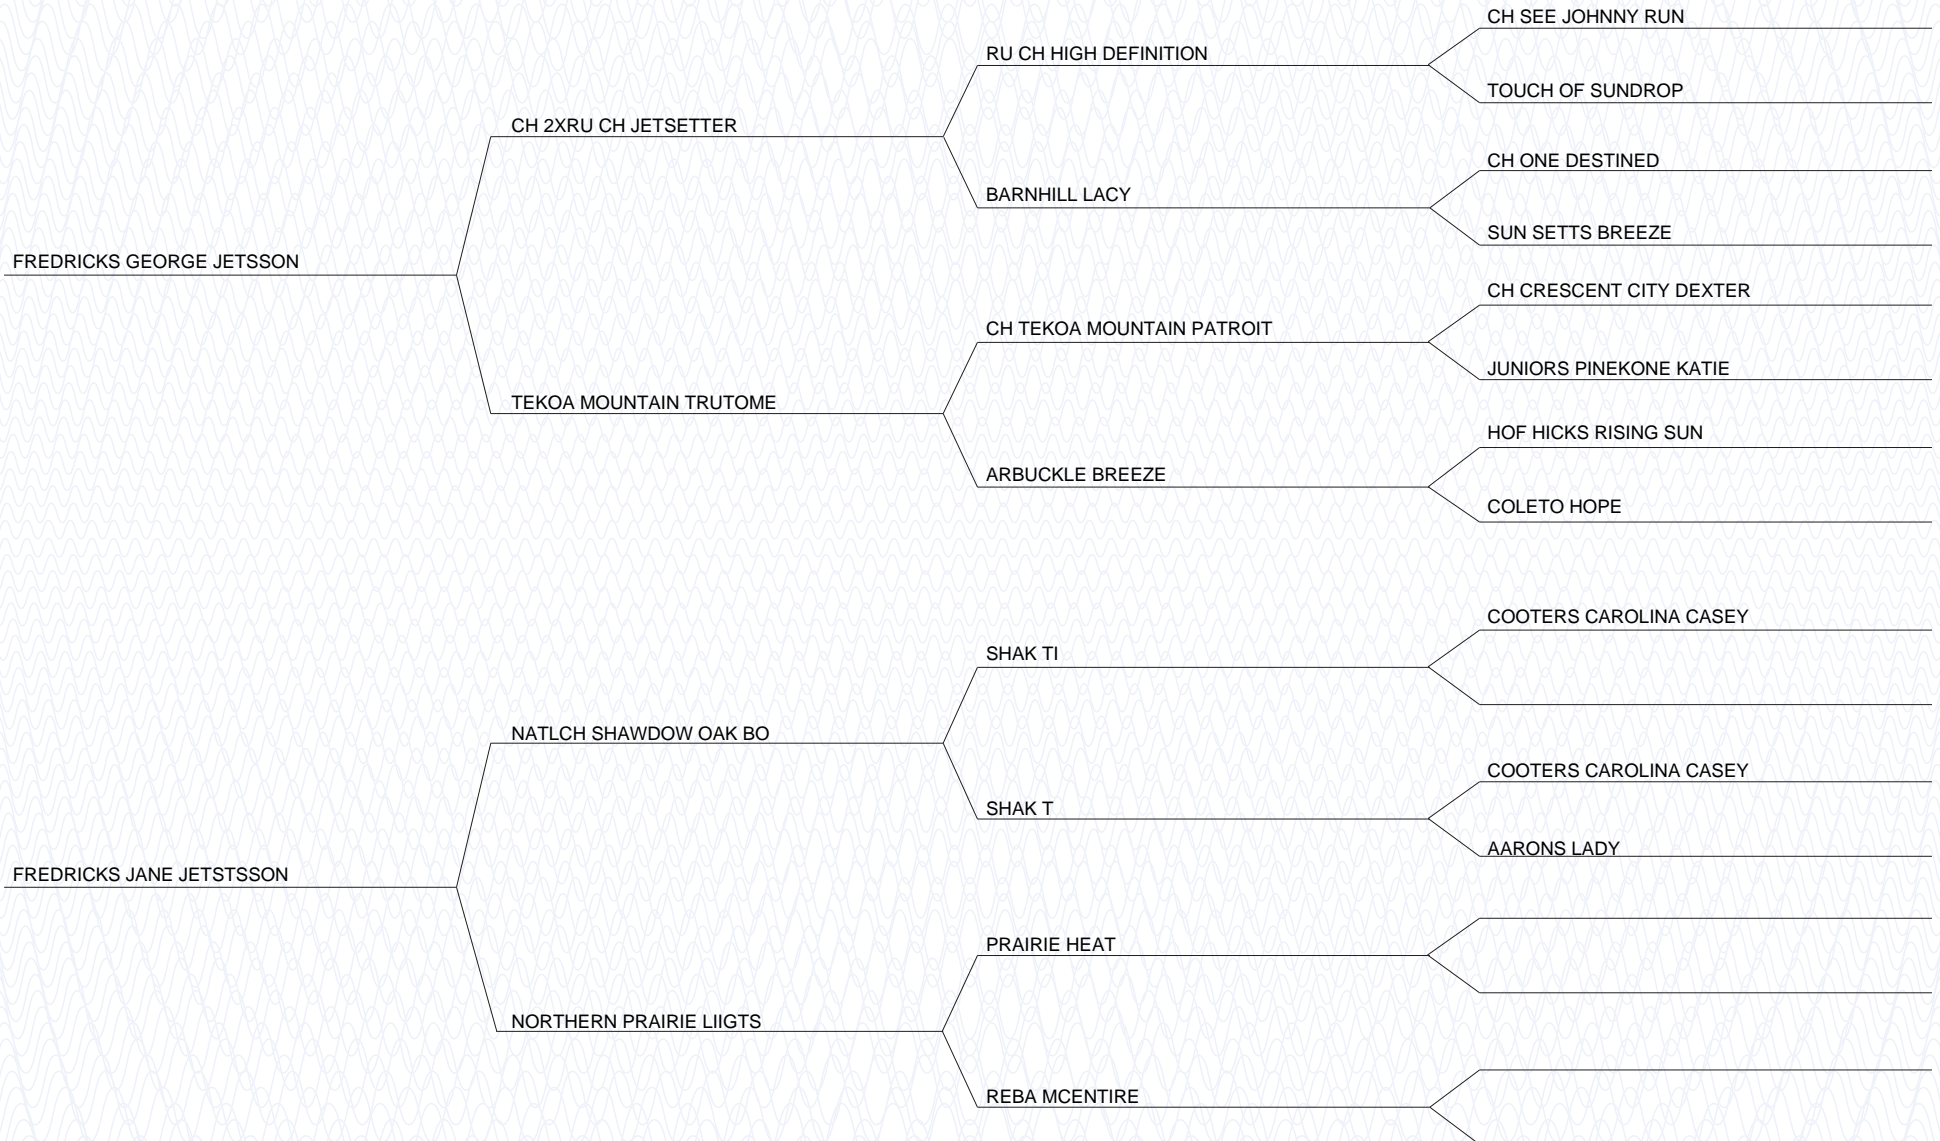 CH SEE JOHNNY RUN
RU CH HIGH DEFINITION
TOUCH OF SUNDROP
CH 2XRU CH JETSETTER
CH ONE DESTINED
BARNHILL LACY
SUN SETTS BREEZE
FREDRICKS GEORGE JETSSON
CH CRESCENT CITY DEXTER
CH TEKOA MOUNTAIN PATROIT
JUNIORS PINEKONE KATIE
TEKOA MOUNTAIN TRUTOME
HOF HICKS RISING SUN
ARBUCKLE BREEZE
COLETO HOPE
COOTERS CAROLINA CASEY
SHAK TI
NATLCH SHAWDOW OAK BO
COOTERS CAROLINA CASEY
SHAK T
AARONS LADY
FREDRICKS JANE JETSTSSON
PRAIRIE HEAT
NORTHERN PRAIRIE LIIGTS
REBA MCENTIRE